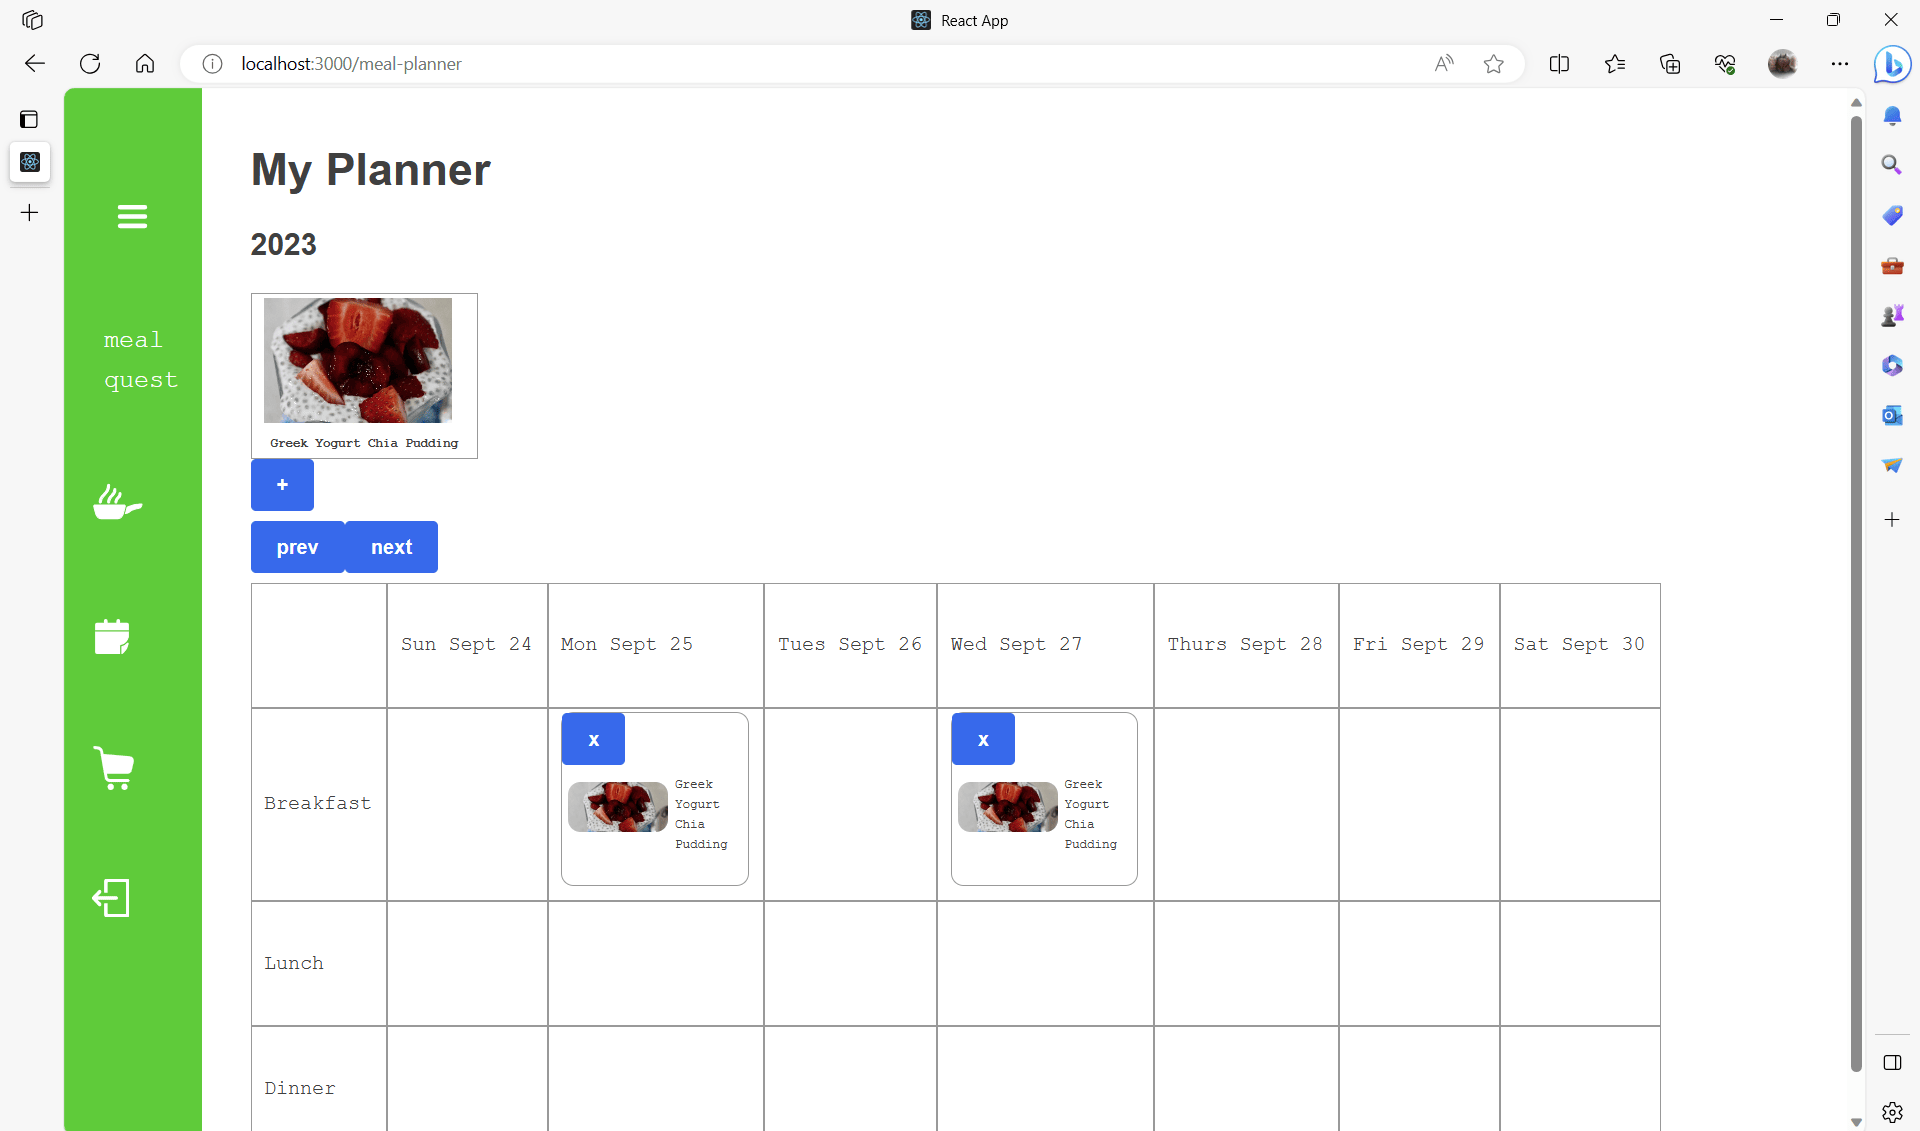 React App
localhost:3000/meal-planner
My Planner
2023
meal
quest
Greek Yogurt Chia Pudding
+
prev next
Sun Sept 24 Mon Sept 25 Tues Sept 26 Wed Sept 27 Thurs Sept 28 Fri Sept 29 Sat Sept 30
Breakfast
x
Greek
Yogurt
Chia
Pudding
x
Greek
Yogurt
Chia
Pudding
Lunch
Dinner